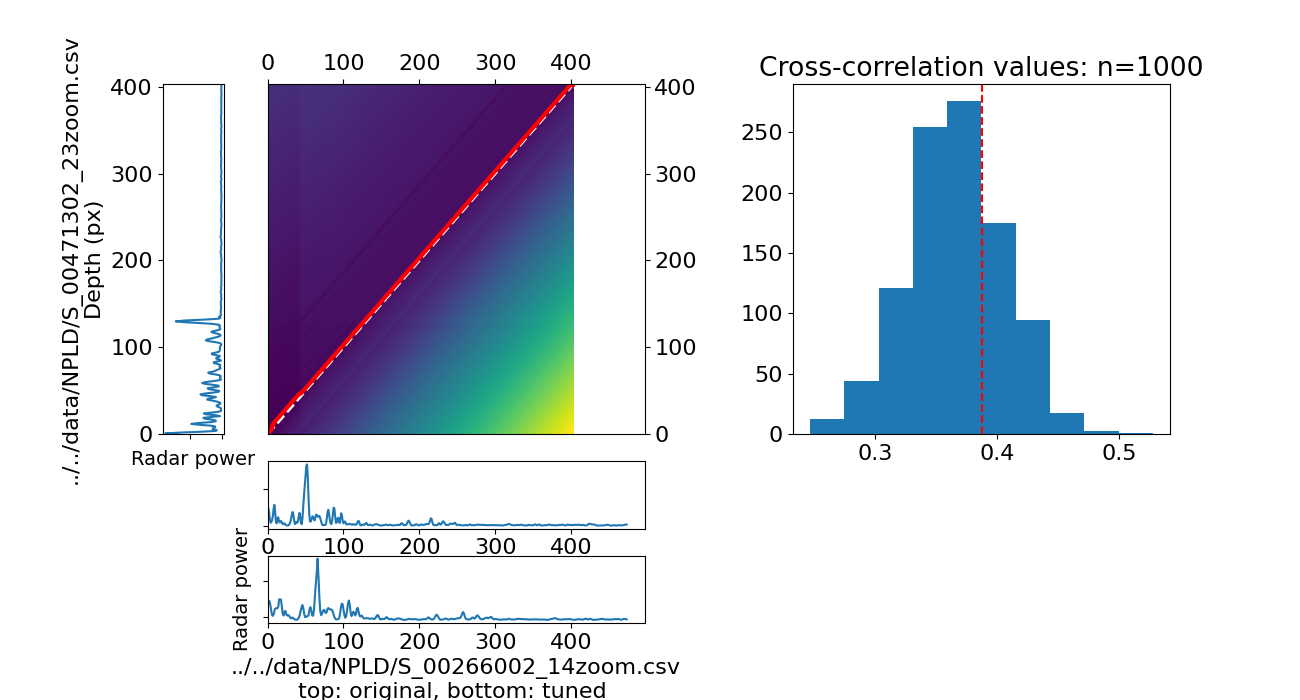 Cross-correlation values: n=1000
0 100 200 300 400
../../data/NPLD/S_00471302_23zoom.csv
Depth (px)
400
300
200
100
0
400
300
200
100
0
Radar power
250
200
150
100
50
0
0.3 0.4 0.5
0 100 200 300 400
Radar power
0 100 200 300 400
../../data/NPLD/S_00266002_14zoom.csv
top: original, bottom: tuned